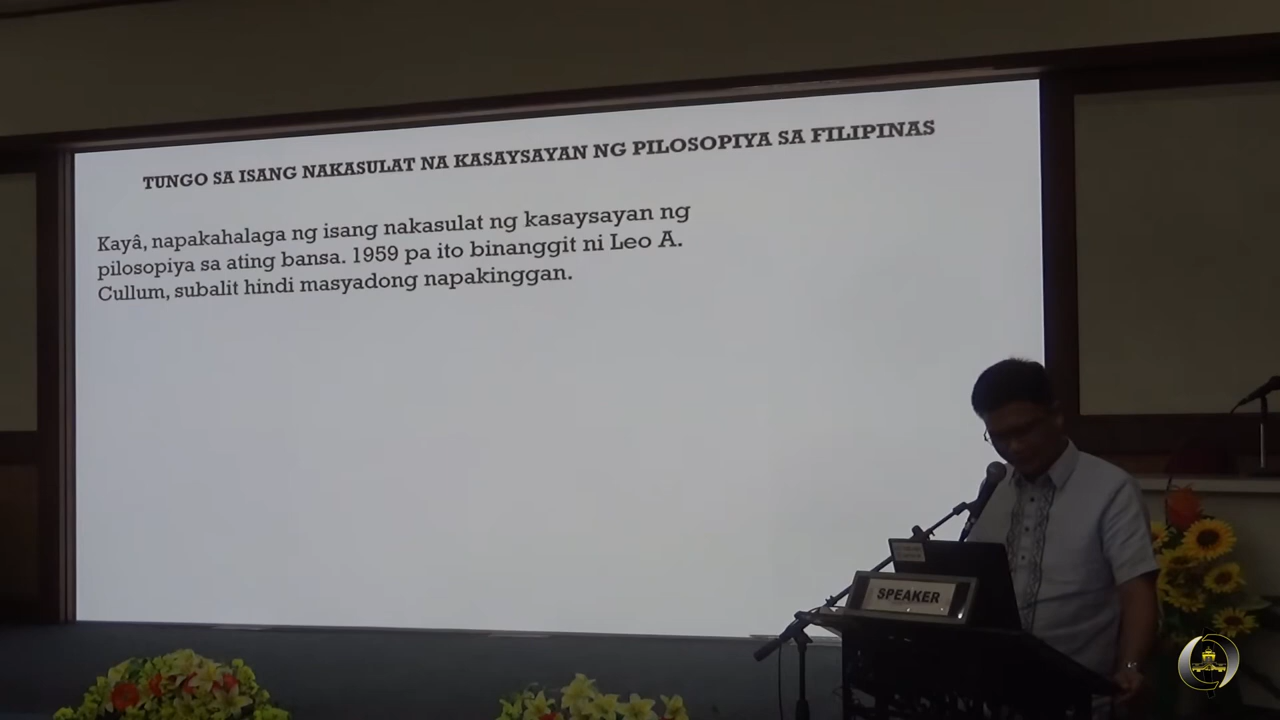 TUNGO SA ISANG NAKASULAT NA KASAYSAYAN NG PILOSOPIYA SA FILIPINAS
Kayâ, napakahalaga ng isang nakasulat ng kasaysayan ng
pilosopiya sa ating bansa. 1959 pa ito binanggit ni Leo A.
Cullum, subalit hindi masyadong napakinggan.
SPEAKER